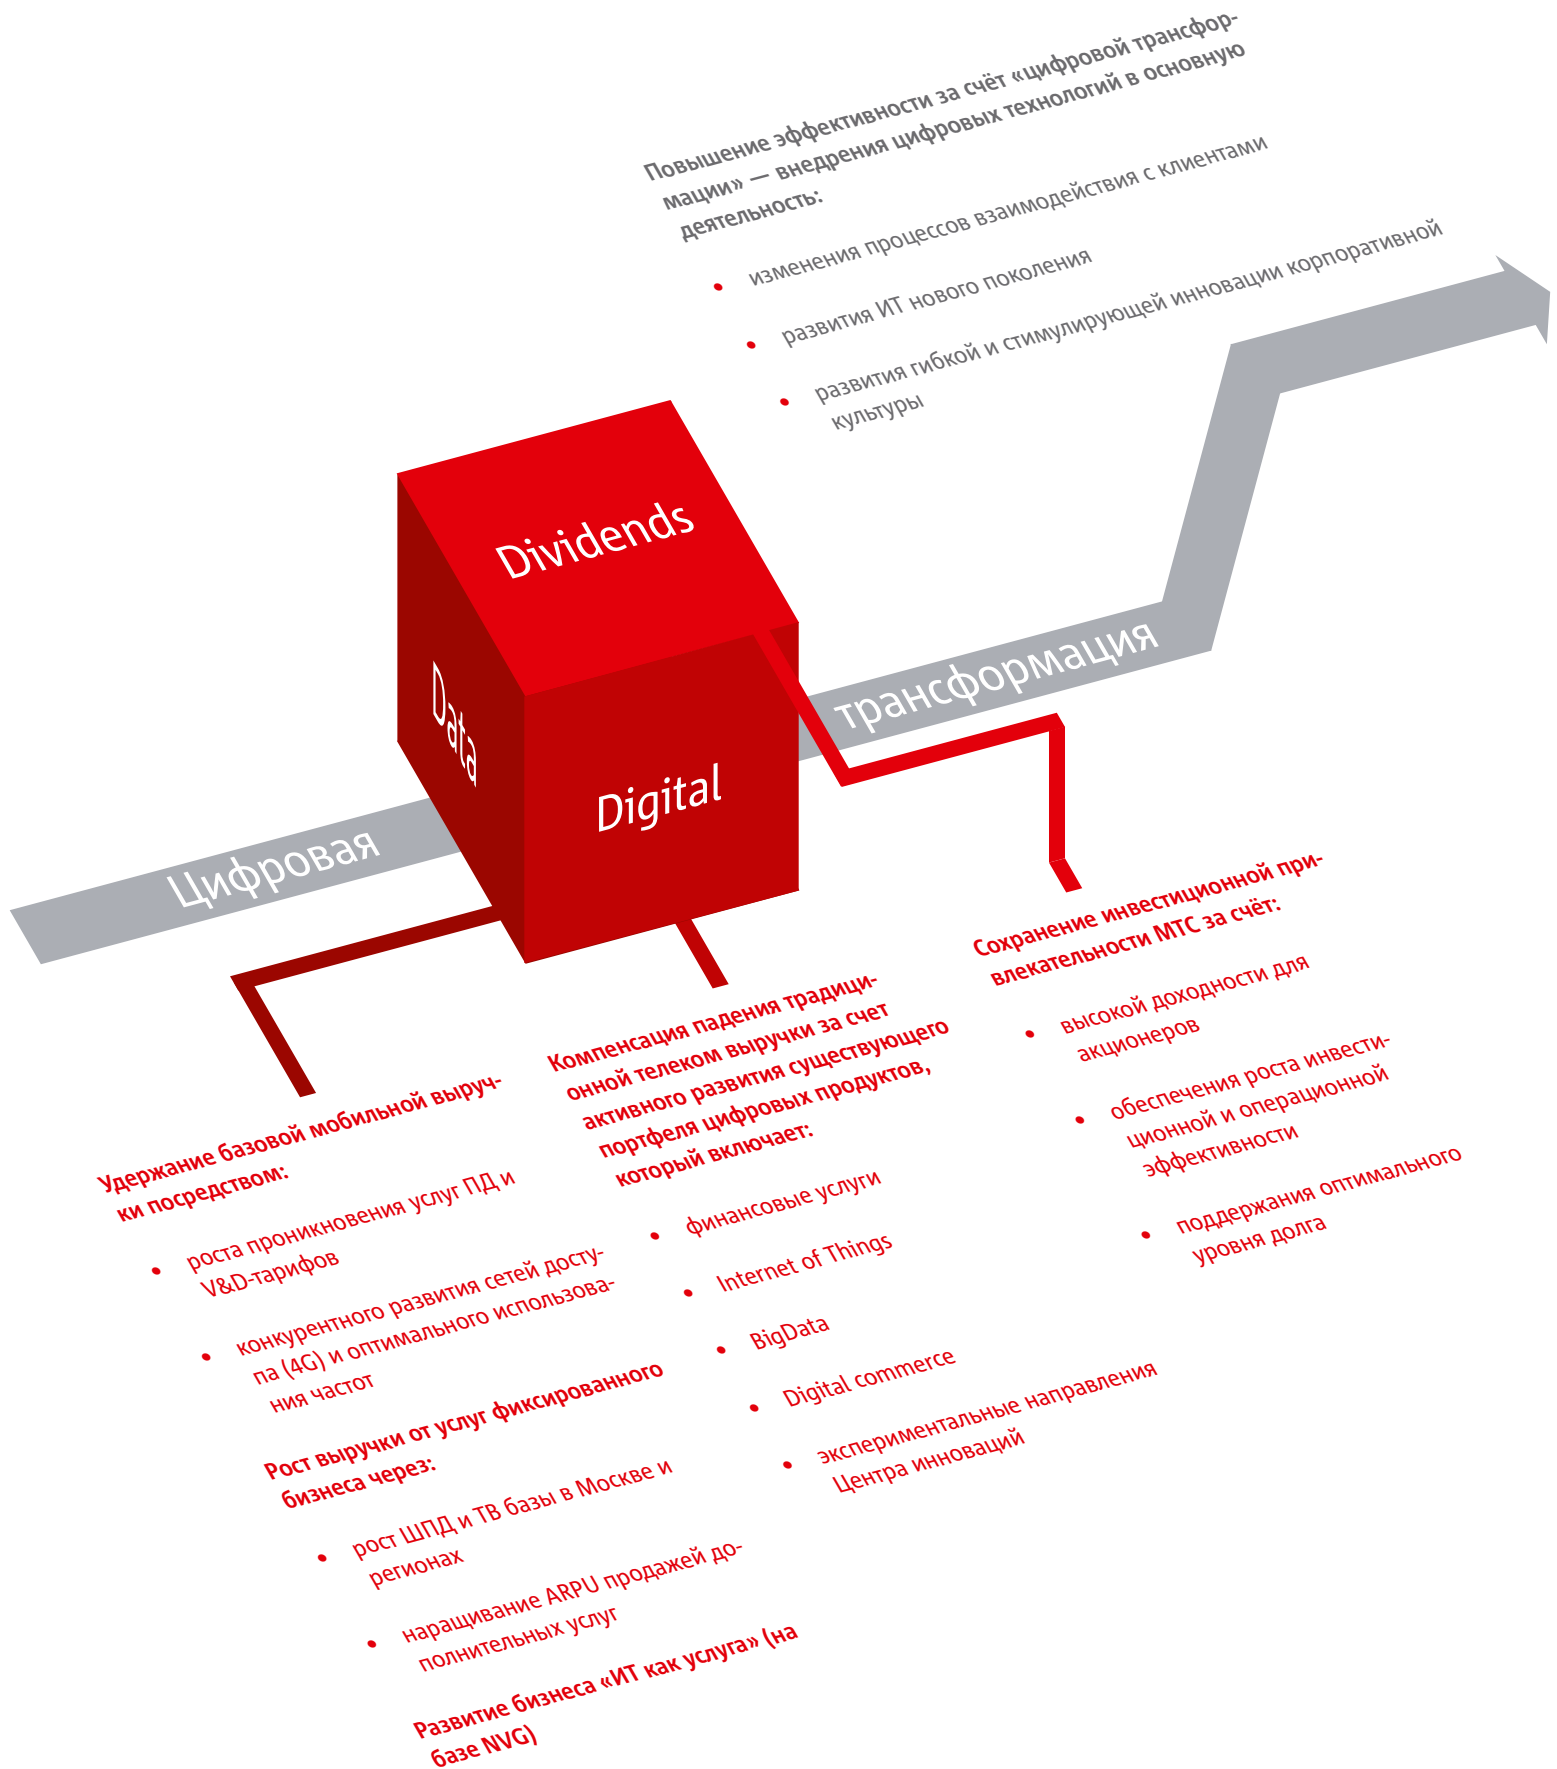 Повышение эффективности за счёт «цифровой трансфор-
мации» — внедрения цифровых технологий в основную
деятельность:
• изменения процессов взаимодействия с клиентами
• развития ИТ нового поколения
• развития гибкой и стимулирующей инновации корпоративной
культуры
Dividends
Data
Digital
Цифровая
трансформация
Удержание базовой мобильной выруч-
ки посредством:
• роста проникновения услуг ПД и
V&D-тарифов
• конкурентного развития сетей досту-
па (4G) и оптимального использова-
ния частот
Рост выручки от услуг фиксированного
бизнеса через:
• рост ШПД и ТВ базы в Москве и
регионах
• наращивание ARPU продажей до-
полнительных услуг
Развитие бизнеса «ИТ как услуга» (на
базе NVG)
Компенсация падения традици-
онной телеком выручки за счет
активного развития существующего
портфеля цифровых продуктов,
который включает:
• финансовые услуги
• Internet of Things
• BigData
• Digital commerce
• экспериментальные направления
Центра инноваций
Сохранение инвестиционной при-
влекательности МТС за счёт:
• высокой доходности для
акционеров
• обеспечения роста инвести-
ционной и операционной
эффективности
• поддержания оптимального
уровня долга